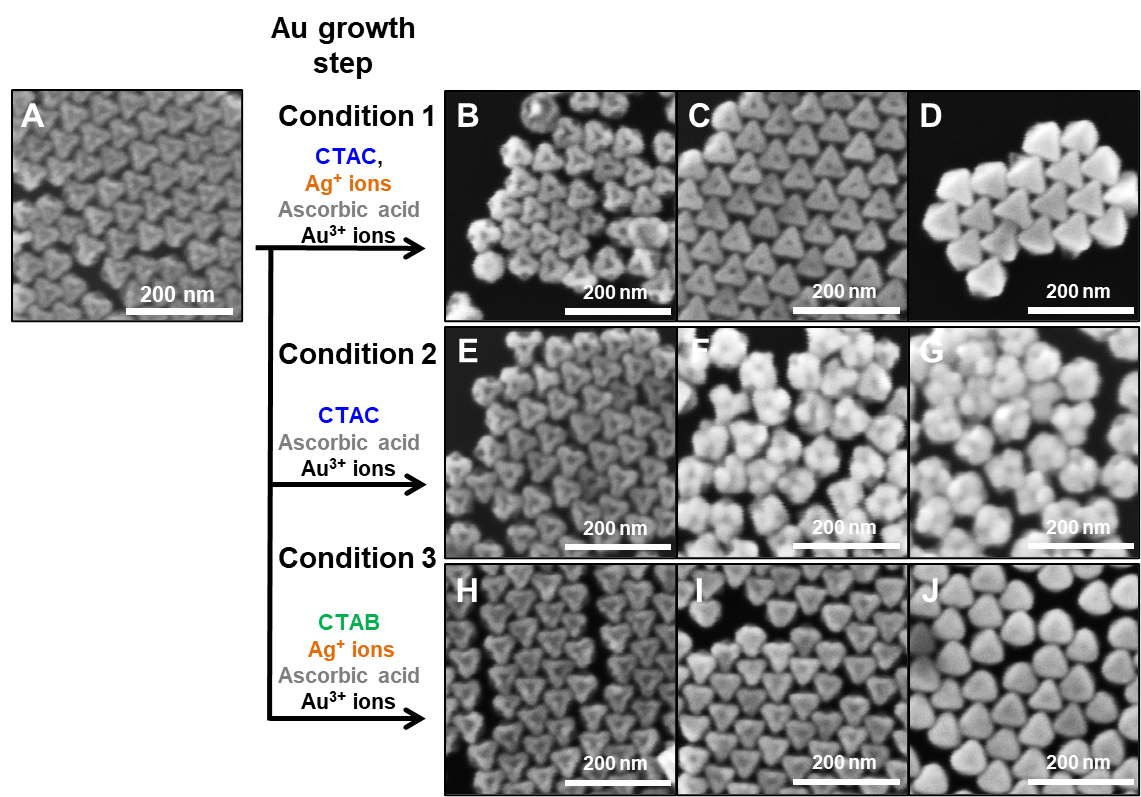 Au growth
step
A
200 nm
Condition 1
CTAC,
Ag⁺ ions
Ascorbic acid
Au³⁺ ions
B
200 nm
C
200 nm
D
200 nm
Condition 2
CTAC
Ascorbic acid
Au³⁺ ions
E
200 nm
F
200 nm
G
200 nm
Condition 3
CTAB
Ag⁺ ions
Ascorbic acid
Au³⁺ ions
H
200 nm
I
200 nm
J
200 nm